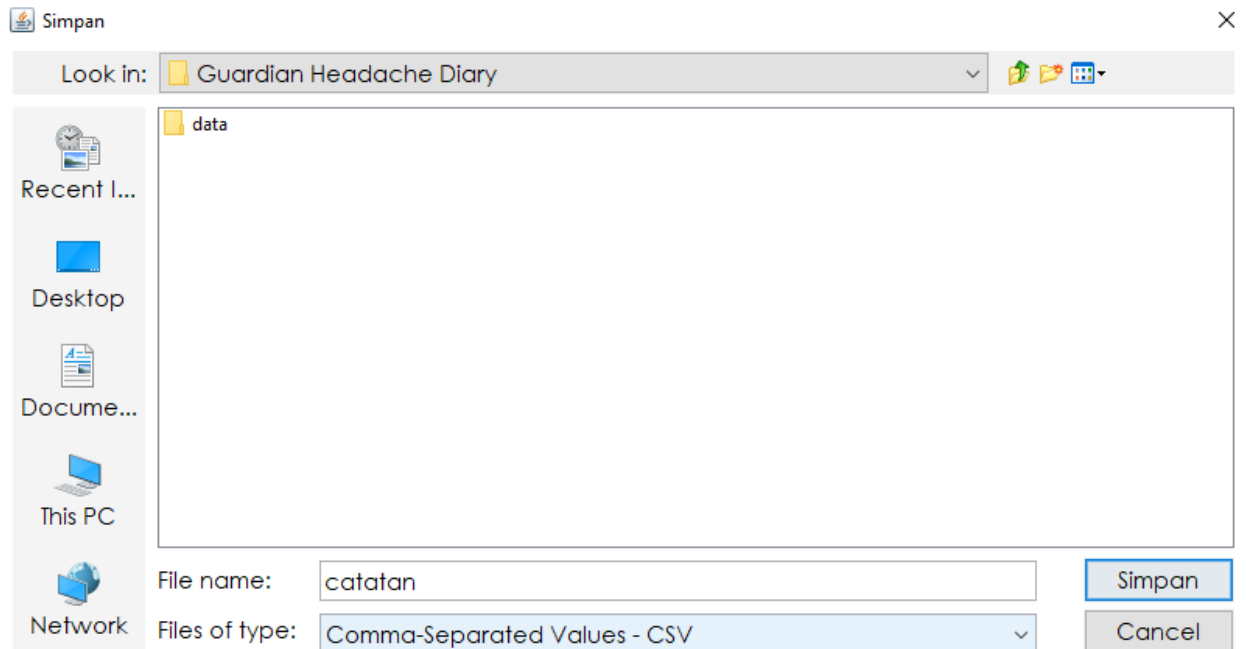 Simpan
Look in: Guardian Headache Diary
data
Recent I...
Desktop
Docume...
This PC
Network
File name: catatan Simpan
Files of type: Comma-Separated Values - CSV Cancel